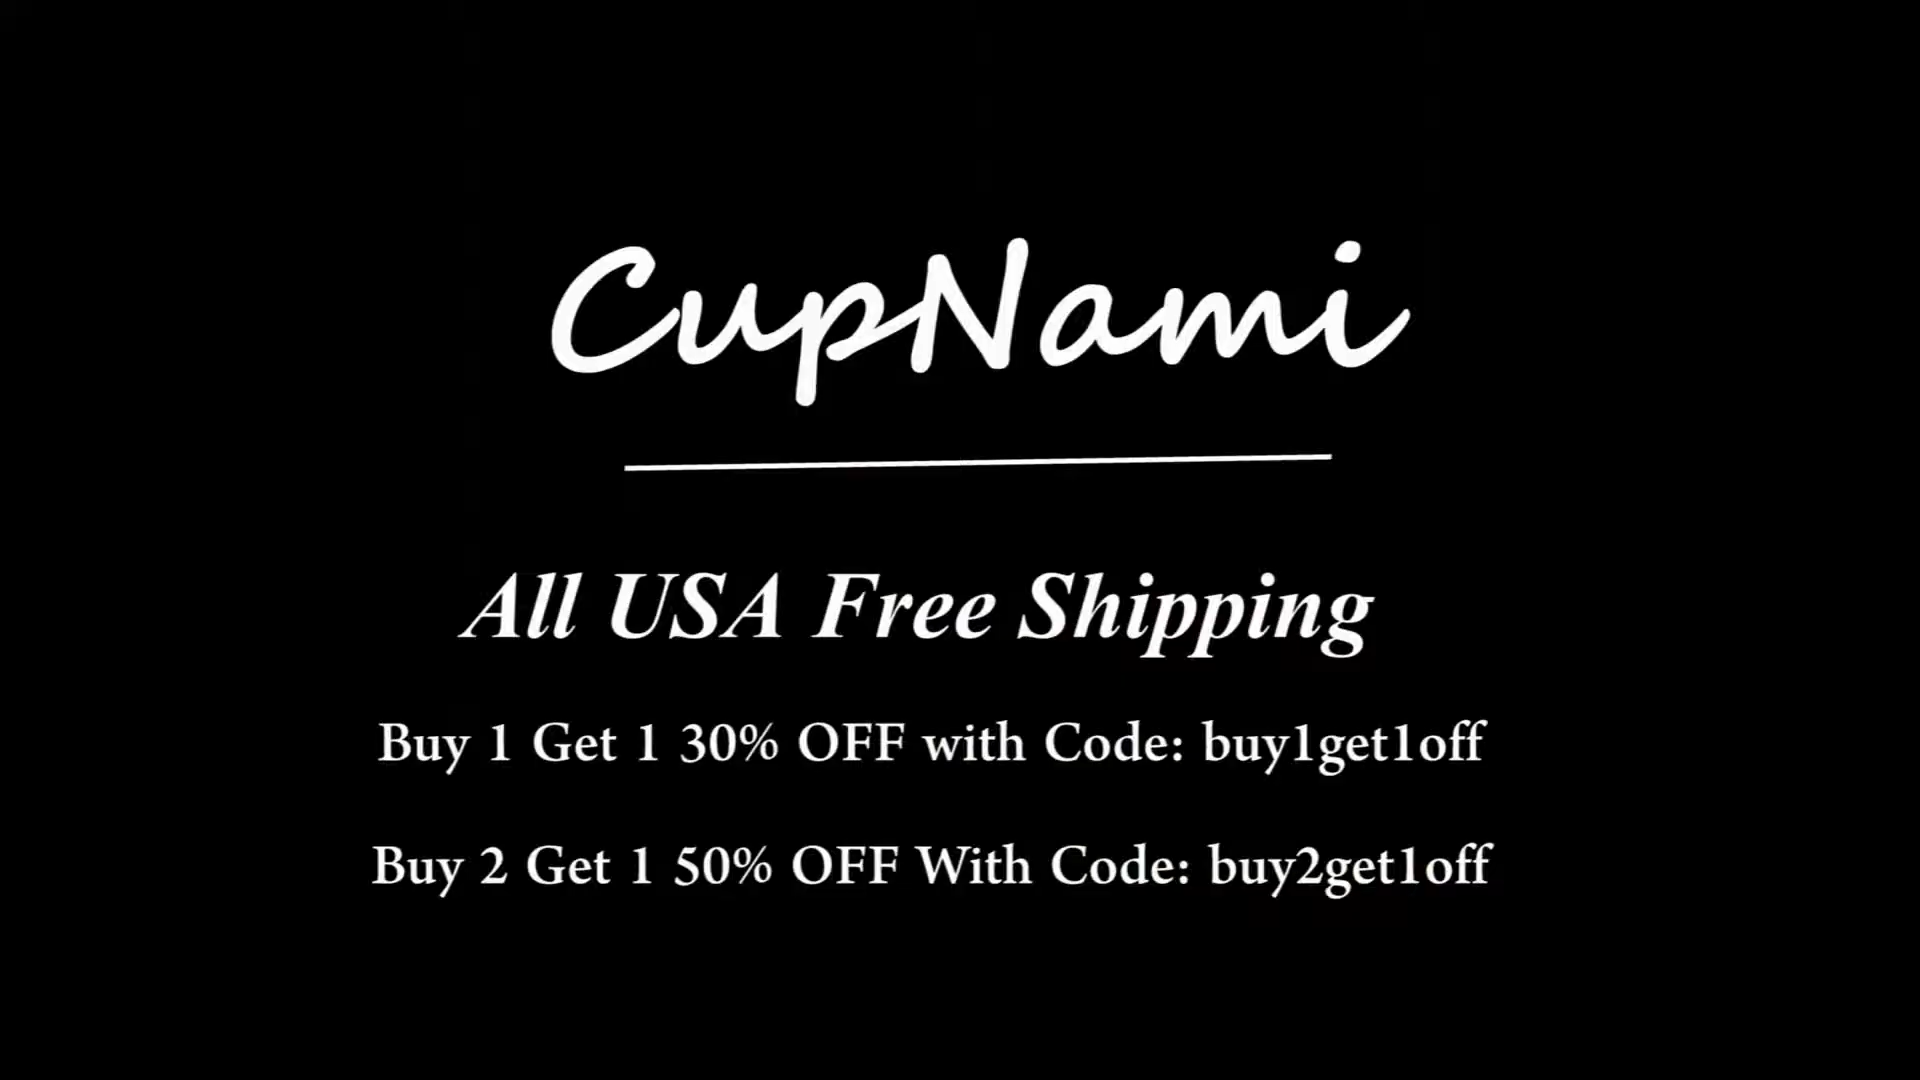 CupNami
All USA Free Shipping
Buy 1 Get 1 30% OFF with Code: buy1get1off
Buy 2 Get 1 50% OFF With Code: buy2get1off